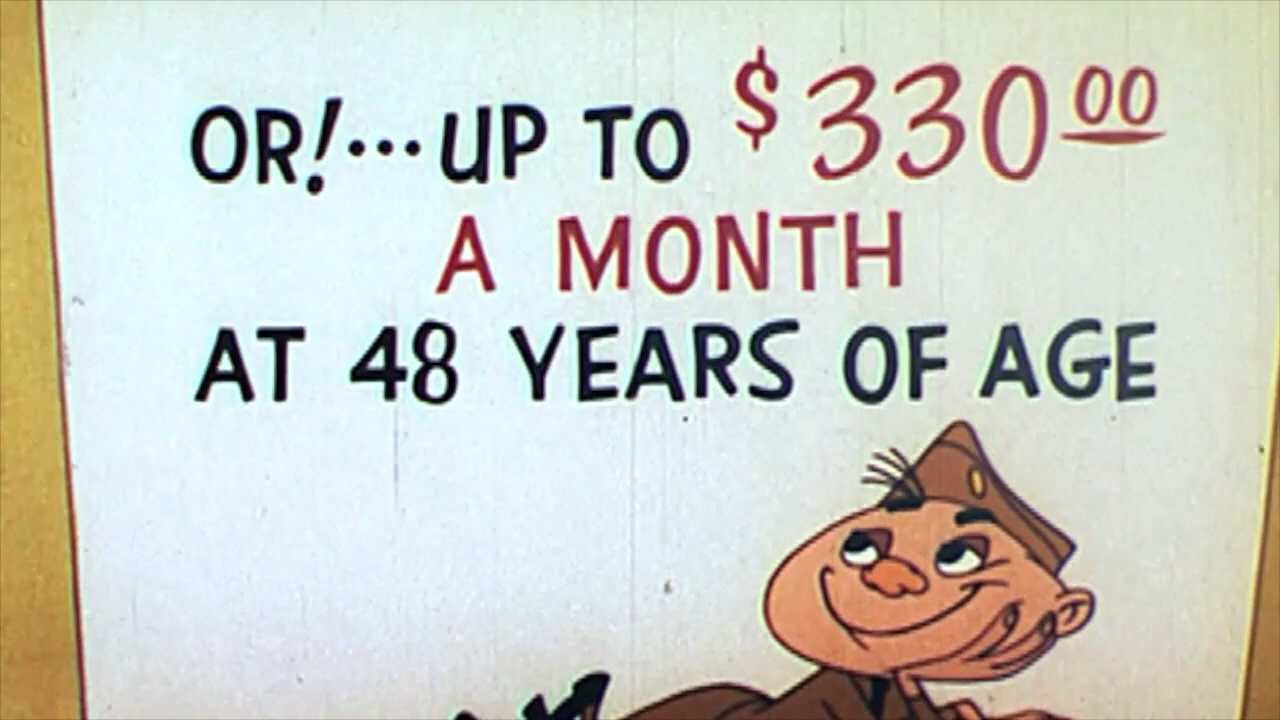 OR!...UP TO $330 00
A MONTH
AT 48 YEARS OF AGE